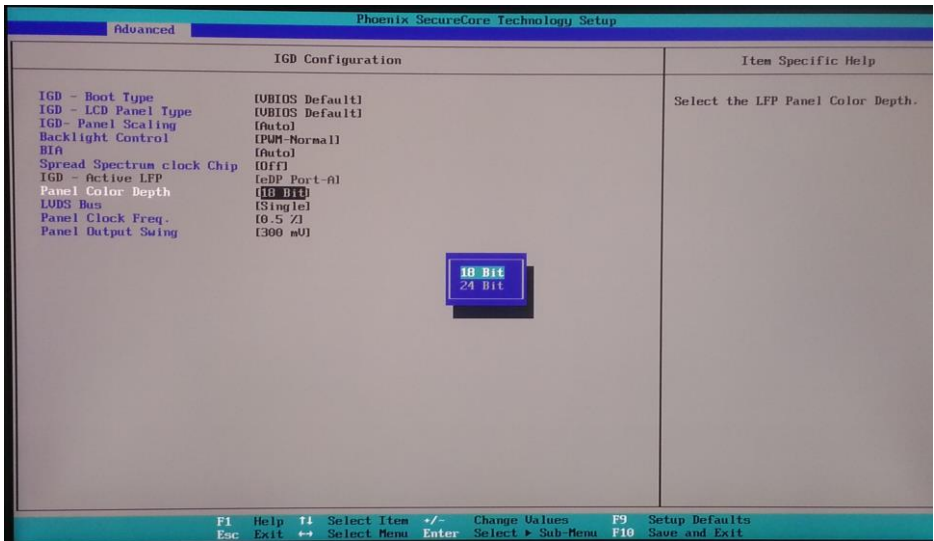 Phoenix SecureCore Technology Setup
Advanced
IGD Configuration
Item Specific Help
IGD - Boot Type [VBIOS Default]
IGD - LCD Panel Type [VBIOS Default]
IGD- Panel Scaling [Auto]
Backlight Control [PWM-Normal]
BIA [Auto]
Spread Spectrum clock Chip [Off]
IGD - Active LFP [eDP Port-A]
Panel Color Depth [18 Bit]
LVDS Bus [Single]
Panel Clock Freq. [0.5 %]
Panel Output Swing [300 mV]
Select the LFP Panel Color Depth.
18 Bit
24 Bit
F1 Help ↑↓ Select Item +/- Change Values F9 Setup Defaults
Esc Exit ↔ Select Menu Enter Select ▶ Sub-Menu F10 Save and Exit